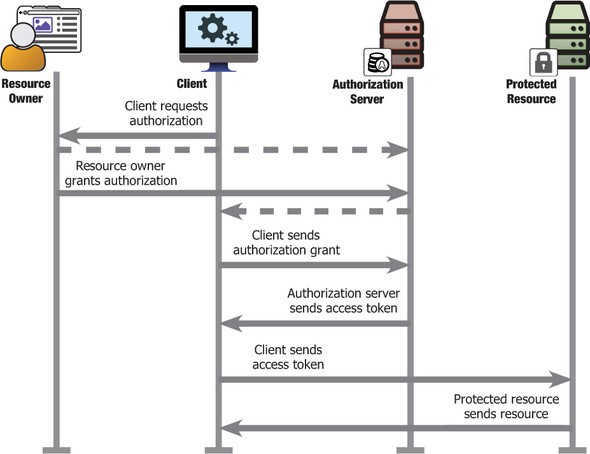 Resource
Owner
Client
Authorization
Server
Protected
Resource
Client requests
authorization
Resource owner
grants authorization
Client sends
authorization grant
Authorization server
sends access token
Client sends
access token
Protected resource
sends resource